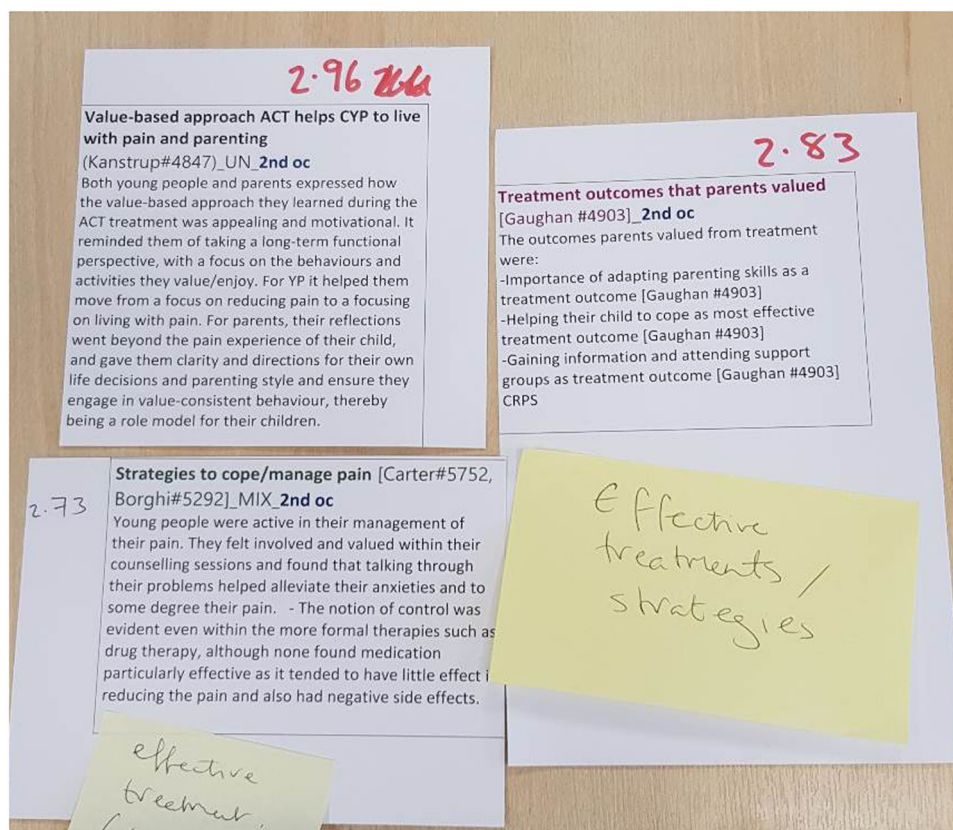 2.96
Value-based approach ACT helps CYP to live
with pain and parenting
(Kanstrup#4847)_UN_2nd oc
Both young people and parents expressed how
the value-based approach they learned during the
ACT treatment was appealing and motivational. It
reminded them of taking a long-term functional
perspective, with a focus on the behaviours and
activities they value/enjoy. For YP it helped them
move from a focus on reducing pain to a focusing
on living with pain. For parents, their reflections
went beyond the pain experience of their child,
and gave them clarity and directions for their own
life decisions and parenting style and ensure they
engage in value-consistent behaviour, thereby
being a role model for their children.
2.83
Treatment outcomes that parents valued
[Gaughan #4903]_2nd oc
The outcomes parents valued from treatment
were:
-Importance of adapting parenting skills as a
treatment outcome [Gaughan #4903]
-Helping their child to cope as most effective
treatment outcome [Gaughan #4903]
-Gaining information and attending support
groups as treatment outcome [Gaughan #4903]
CRPS
2.73
Strategies to cope/manage pain [Carter#5752,
Borghi#5292]_MIX_2nd oc
Young people were active in their management of
their pain. They felt involved and valued within their
counselling sessions and found that talking through
their problems helped alleviate their anxieties and to
some degree their pain. - The notion of control was
evident even within the more formal therapies such as
drug therapy, although none found medication
particularly effective as it tended to have little effect
reducing the pain and also had negative side effects.
Effective
treatments /
strategies
effective